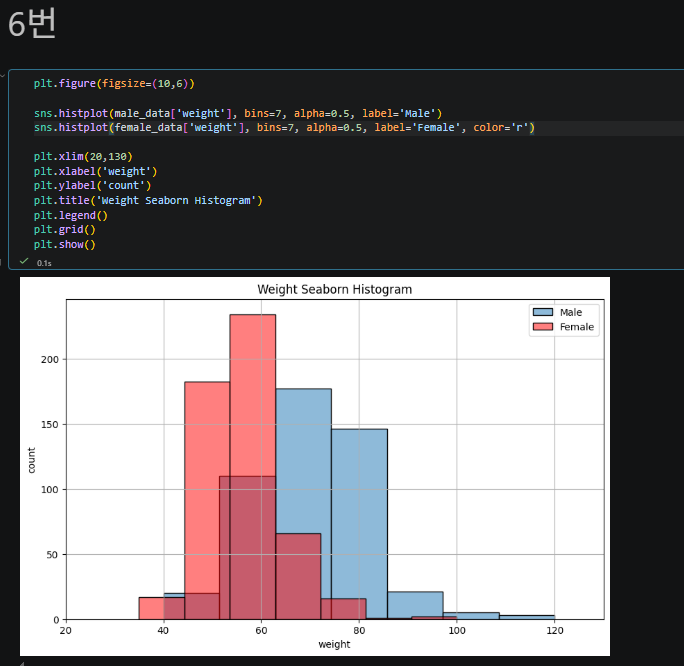 6번
plt.figure(figsize=(10,6))
sns.histplot(male_data['weight'], bins=7, alpha=0.5, label='Male')
sns.histplot(female_data['weight'], bins=7, alpha=0.5, label='Female', color='r')
plt.xlim(20,130)
plt.xlabel('weight')
plt.ylabel('count')
plt.title('Weight Seaborn Histogram')
plt.legend()
plt.grid()
plt.show()
0.1s
Weight Seaborn Histogram
Male
Female
200
150
100
50
0
count
20 40 60 80 100 120
weight